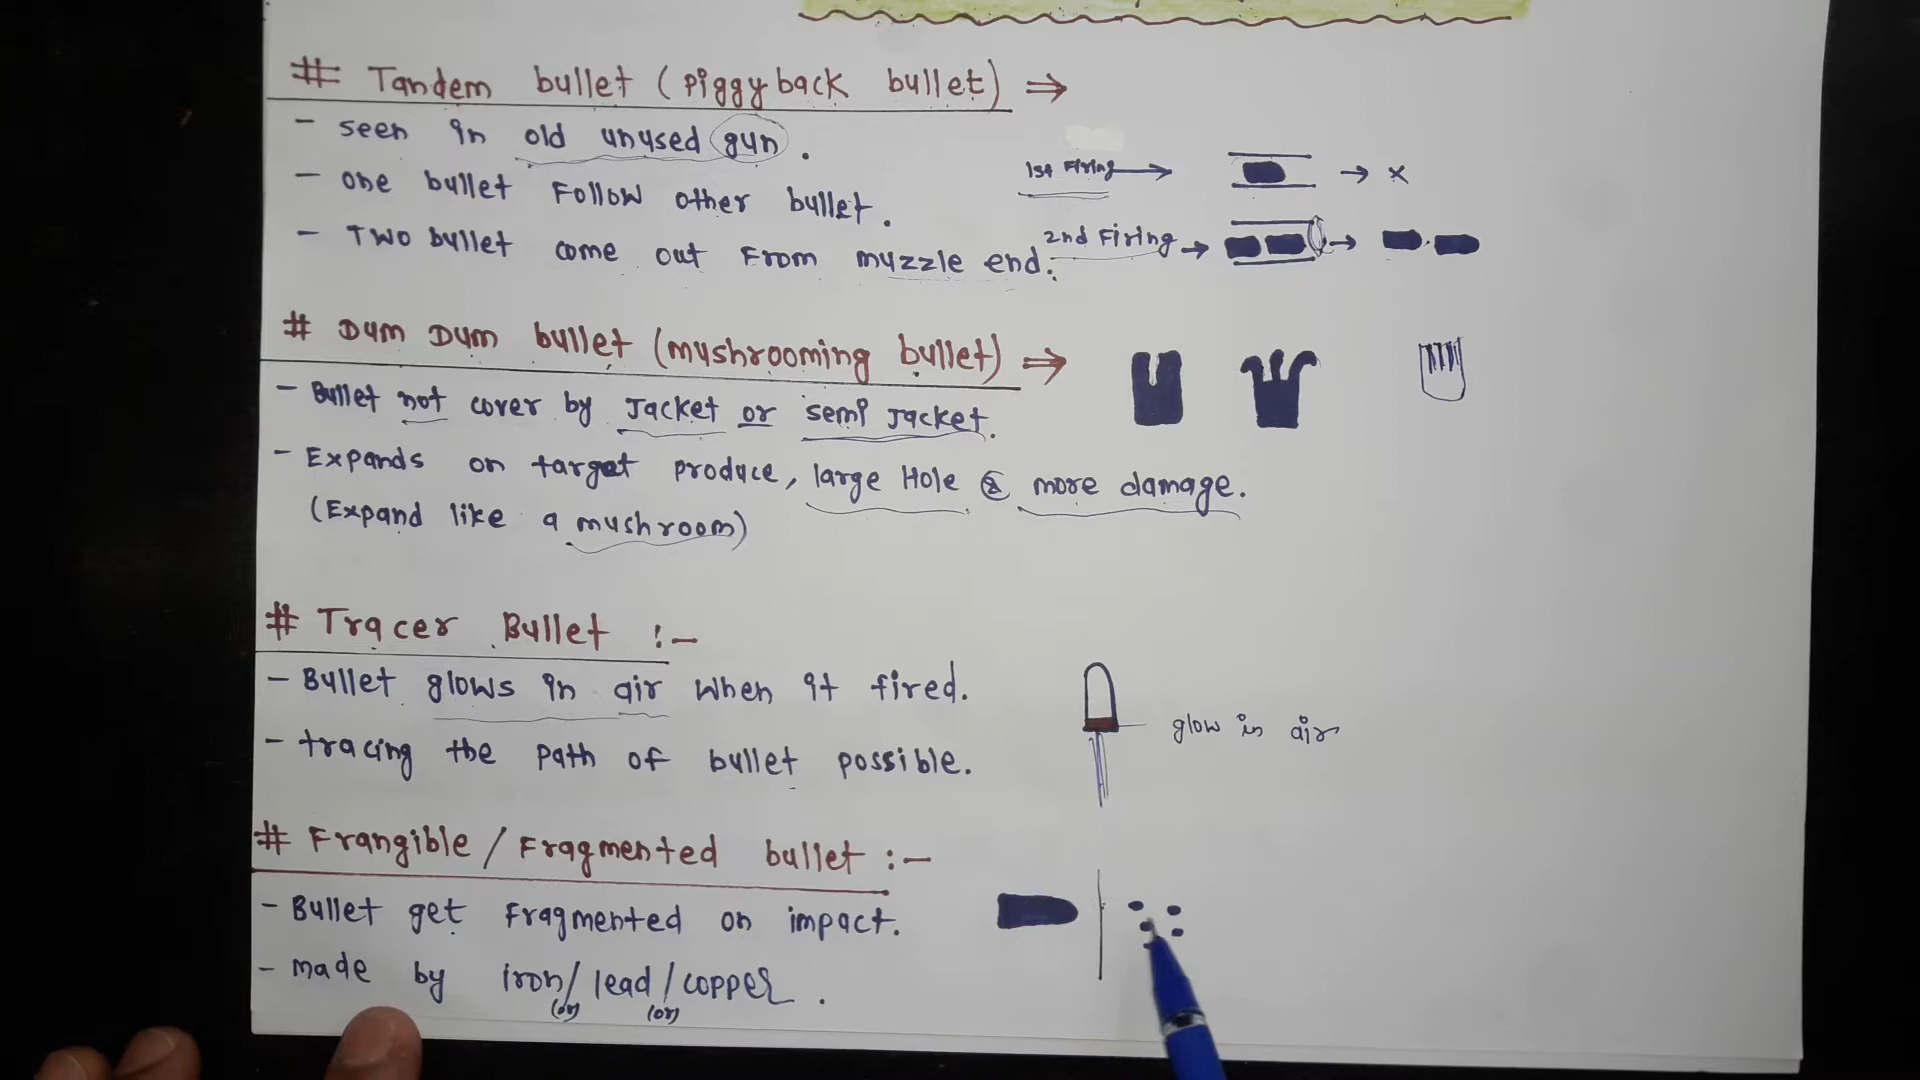 # Tandem bullet (Piggyback bullet) ⇒
- seen in old unused gun.
- one bullet Follow other bullet.
- Two bullet come out From muzzle end.
1st Firing → → x
2nd Firing → →
# Dum Dum bullet (mushrooming bullet) ⇒
- Bullet not cover by Jacket or semi Jacket.
- Expands on target produce, large Hole & more damage.
(Expand like a mushroom)
# Tracer Bullet :-
- Bullet glows in air when it fired.
- tracing the path of bullet possible.
glow in air
# Frangible/Fragmented bullet :-
- Bullet get Fragmented on impact.
- made by iron/lead/copper.
(or) (or)